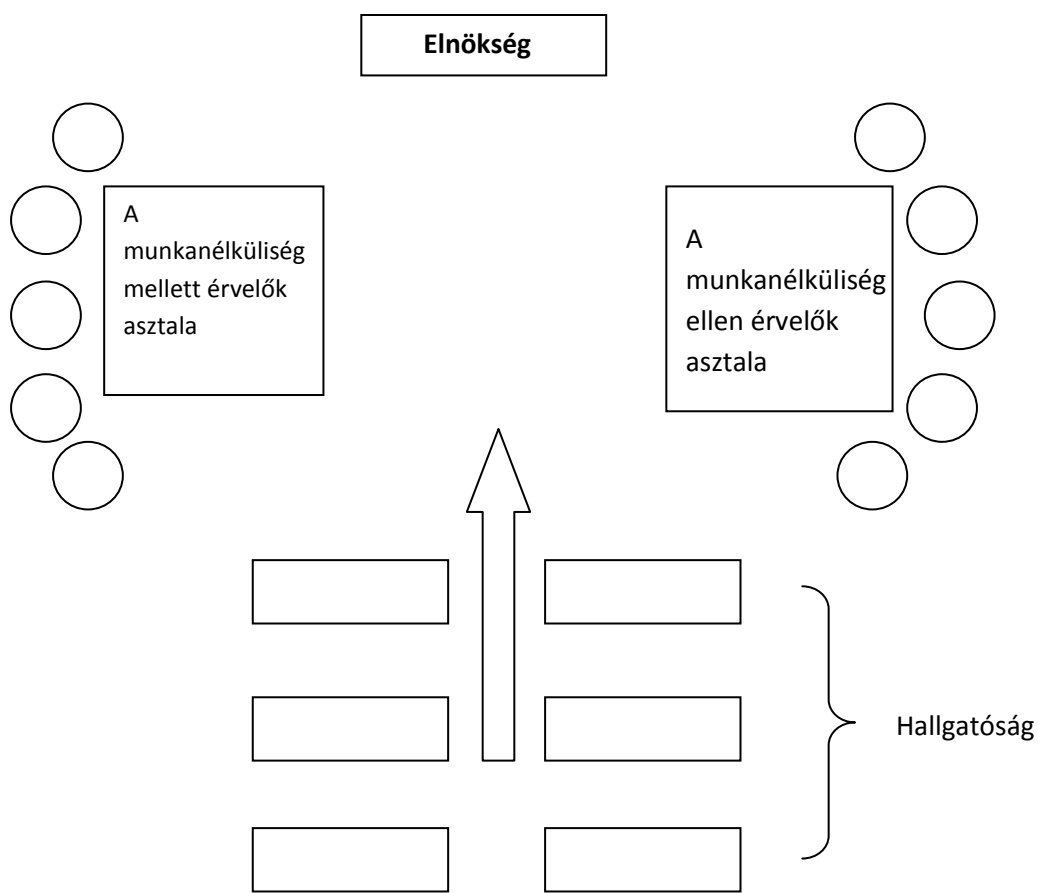 Elnökség
A
munkanélküliség
mellett érvelők
asztala
A
munkanélküliség
ellen érvelők
asztala
Hallgatóság